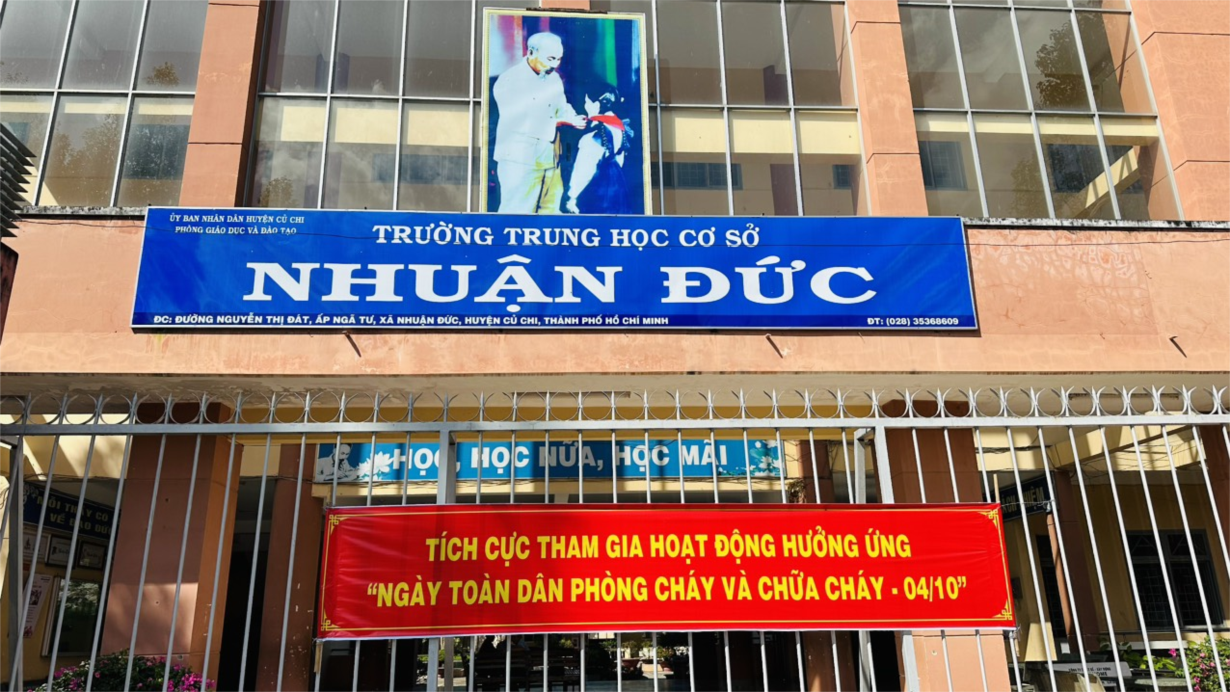 ỦY BAN NHÂN DÂN HUYỆN CỦ CHI
PHÒNG GIÁO DỤC VÀ ĐÀO TẠO
TRƯỜNG TRUNG HỌC CƠ SỞ
NHUẬN ĐỨC
ĐC: ĐƯỜNG NGUYỄN THỊ ĐÁT, ẤP NGÃ TƯ, XÃ NHUẬN ĐỨC, HUYỆN CỦ CHI, THÀNH PHỐ HỒ CHÍ MINH
ĐT: (028) 35368609
HỌC, HỌC NỮA, HỌC MÃI
TÍCH CỰC THAM GIA HOẠT ĐỘNG HƯỞNG ỨNG
“NGÀY TOÀN DÂN PHÒNG CHÁY VÀ CHỮA CHÁY - 04/10”